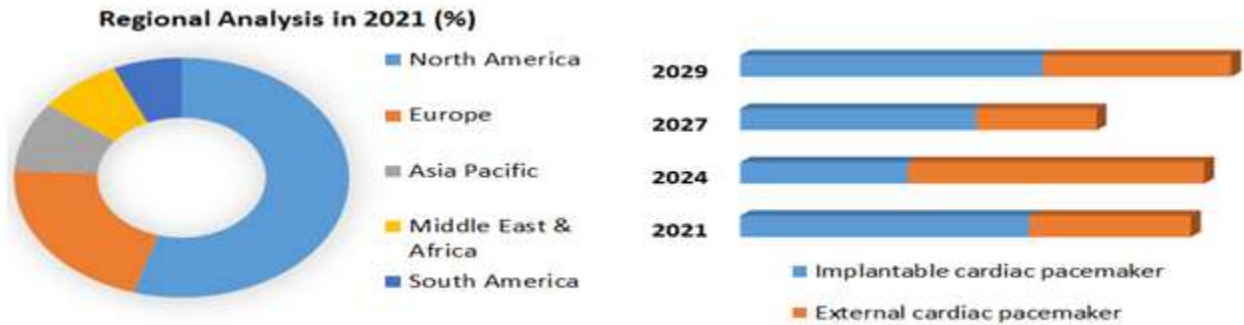 Regional Analysis in 2021 (%)
North America
Europe
Asia Pacific
Middle East &
Africa
South America
2029
2027
2024
2021
Implantable cardiac pacemaker
External cardiac pacemaker